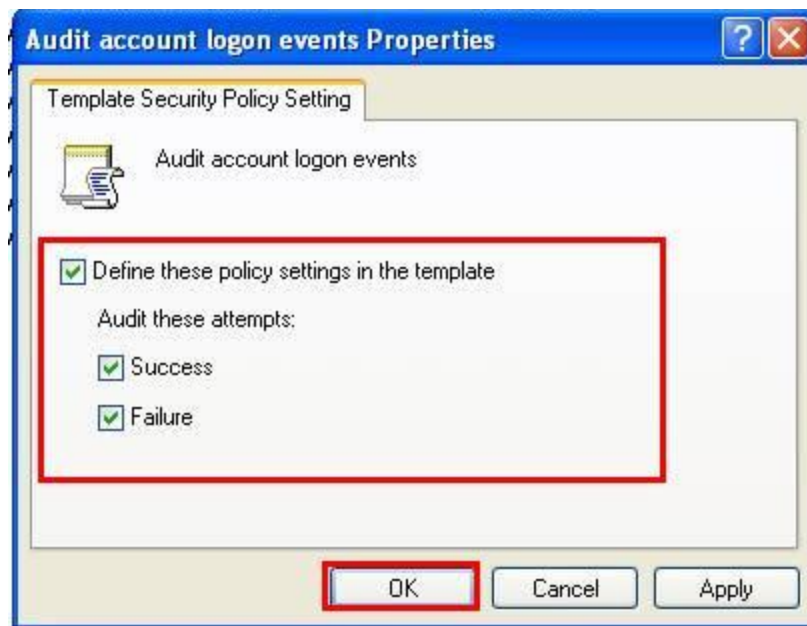 Audit account logon events Properties
Template Security Policy Setting
Audit account logon events
Define these policy settings in the template
Audit these attempts:
Success
Failure
OK
Cancel
Apply